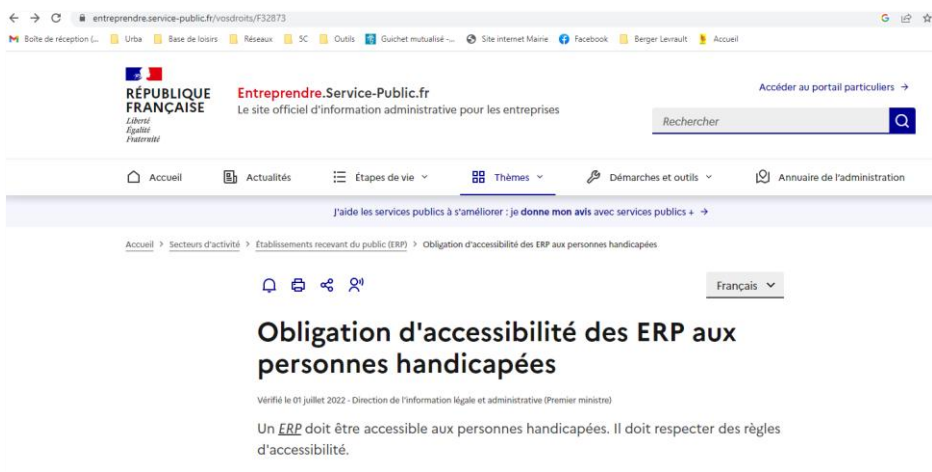 entreprendre.service-public.fr/vosdroits/F32873
Boîte de réception (... Urba Base de loisirs Réseaux SC Outils Guichet mutualisé -... Site internet Mairie Facebook Berger Levrault Accueil
RÉPUBLIQUE
FRANÇAISE
Liberté
Égalité
Fraternité
Entreprendre.Service-Public.fr
Le site officiel d'information administrative pour les entreprises
Accéder au portail particuliers →
Rechercher
Accueil Actualités Étapes de vie Thèmes Démarches et outils Annuaire de l'administration
J'aide les services publics à s'améliorer : je donne mon avis avec services publics + →
Accueil > Secteurs d'activité > Établissements recevant du public (ERP) > Obligation d'accessibilité des ERP aux personnes handicapées
Français
Obligation d'accessibilité des ERP aux
personnes handicapées
Vérifié le 01 juillet 2022 - Direction de l'information légale et administrative (Premier ministre)
Un ERP doit être accessible aux personnes handicapées. Il doit respecter des règles
d'accessibilité.